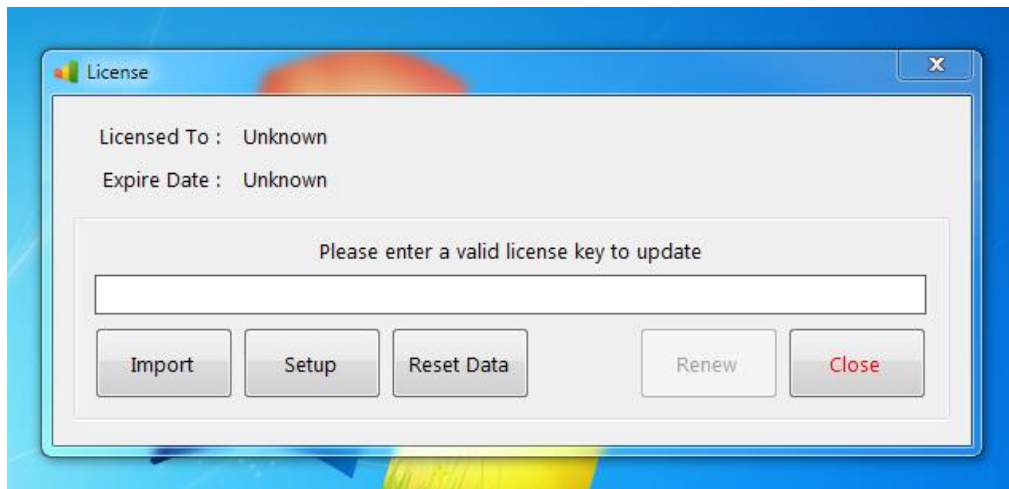 License
X
Licensed To : Unknown
Expire Date : Unknown
Please enter a valid license key to update
Import Setup Reset Data Renew Close